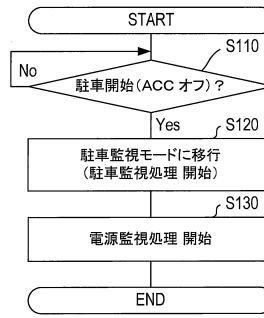 START
S110
No
駐車開始(ACC オフ)?
Yes
S120
駐車監視モードに移行
(駐車監視処理 開始)
S130
電源監視処理 開始
END